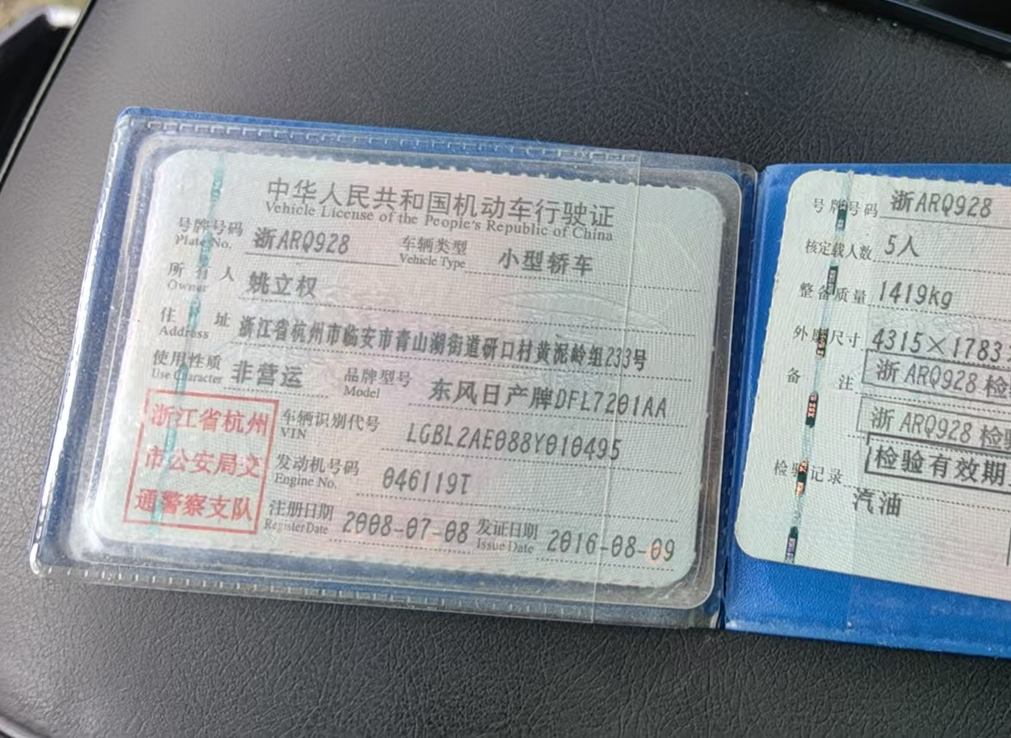 中华人民共和国机动车行驶证
Vehicle License of the People's Republic of China
号牌号码 浙ARQ928 车辆类型 小型轿车
Plate No. Vehicle Type
所有人 姚立权
Owner
住址 浙江省杭州市临安市青山湖街道研口村黄泥岭组233号
Address
使用性质 非营运 品牌型号 东风日产牌DFL7201AA
Use Character Model
浙江省杭州
市公安局交
通警察支队
车辆识别代号 LGBL2AE088Y010495
VIN
发动机号码 046119T
Engine No.
注册日期 2008-07-08 发证日期 2016-08-09
Register Date Issue Date
号牌号码 浙ARQ928
核定载人数 5人
整备质量 1419kg
外廓尺寸 4315×1783
备注 浙ARQ928 检
浙ARQ928 检验
检验有效期
检验记录
汽油